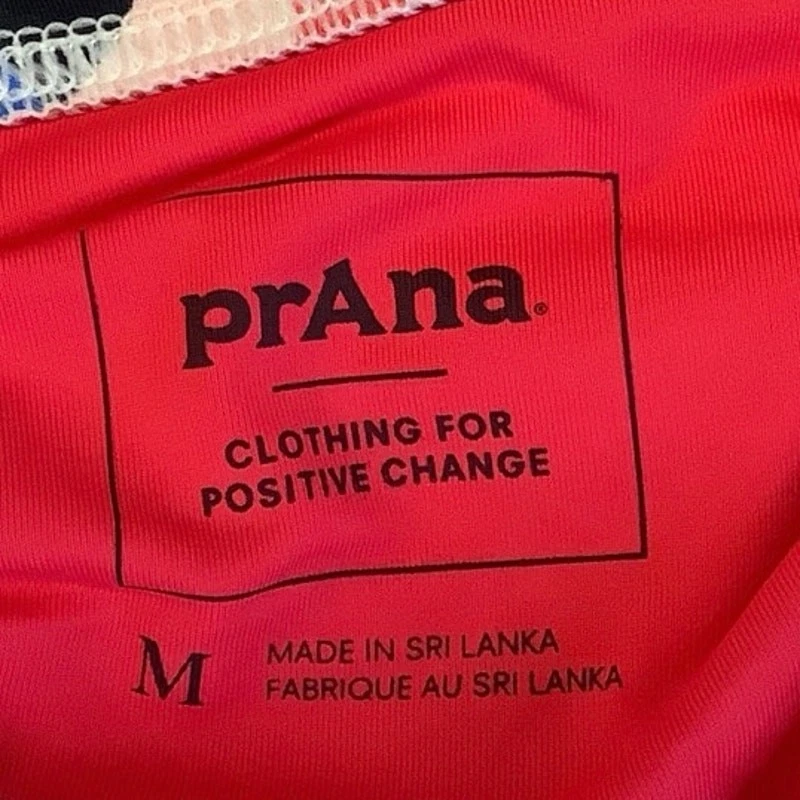 prAna®
CLOTHING FOR
POSITIVE CHANGE
M
MADE IN SRI LANKA
FABRIQUE AU SRI LANKA